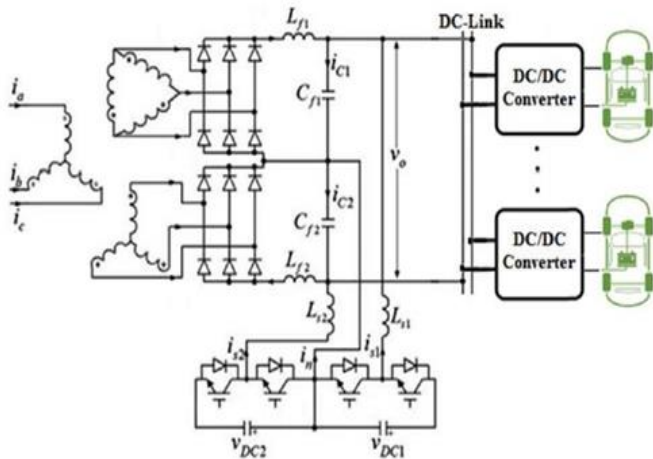 L_f1
DC-Link
i_C1
C_f1
DC/DC
Converter
i_a
v_o
i_b
i_C2
i_c
C_f2
DC/DC
Converter
L_f2
L_s2
L_s1
i_s2
i_n
i_s1
v_DC2
v_DC1